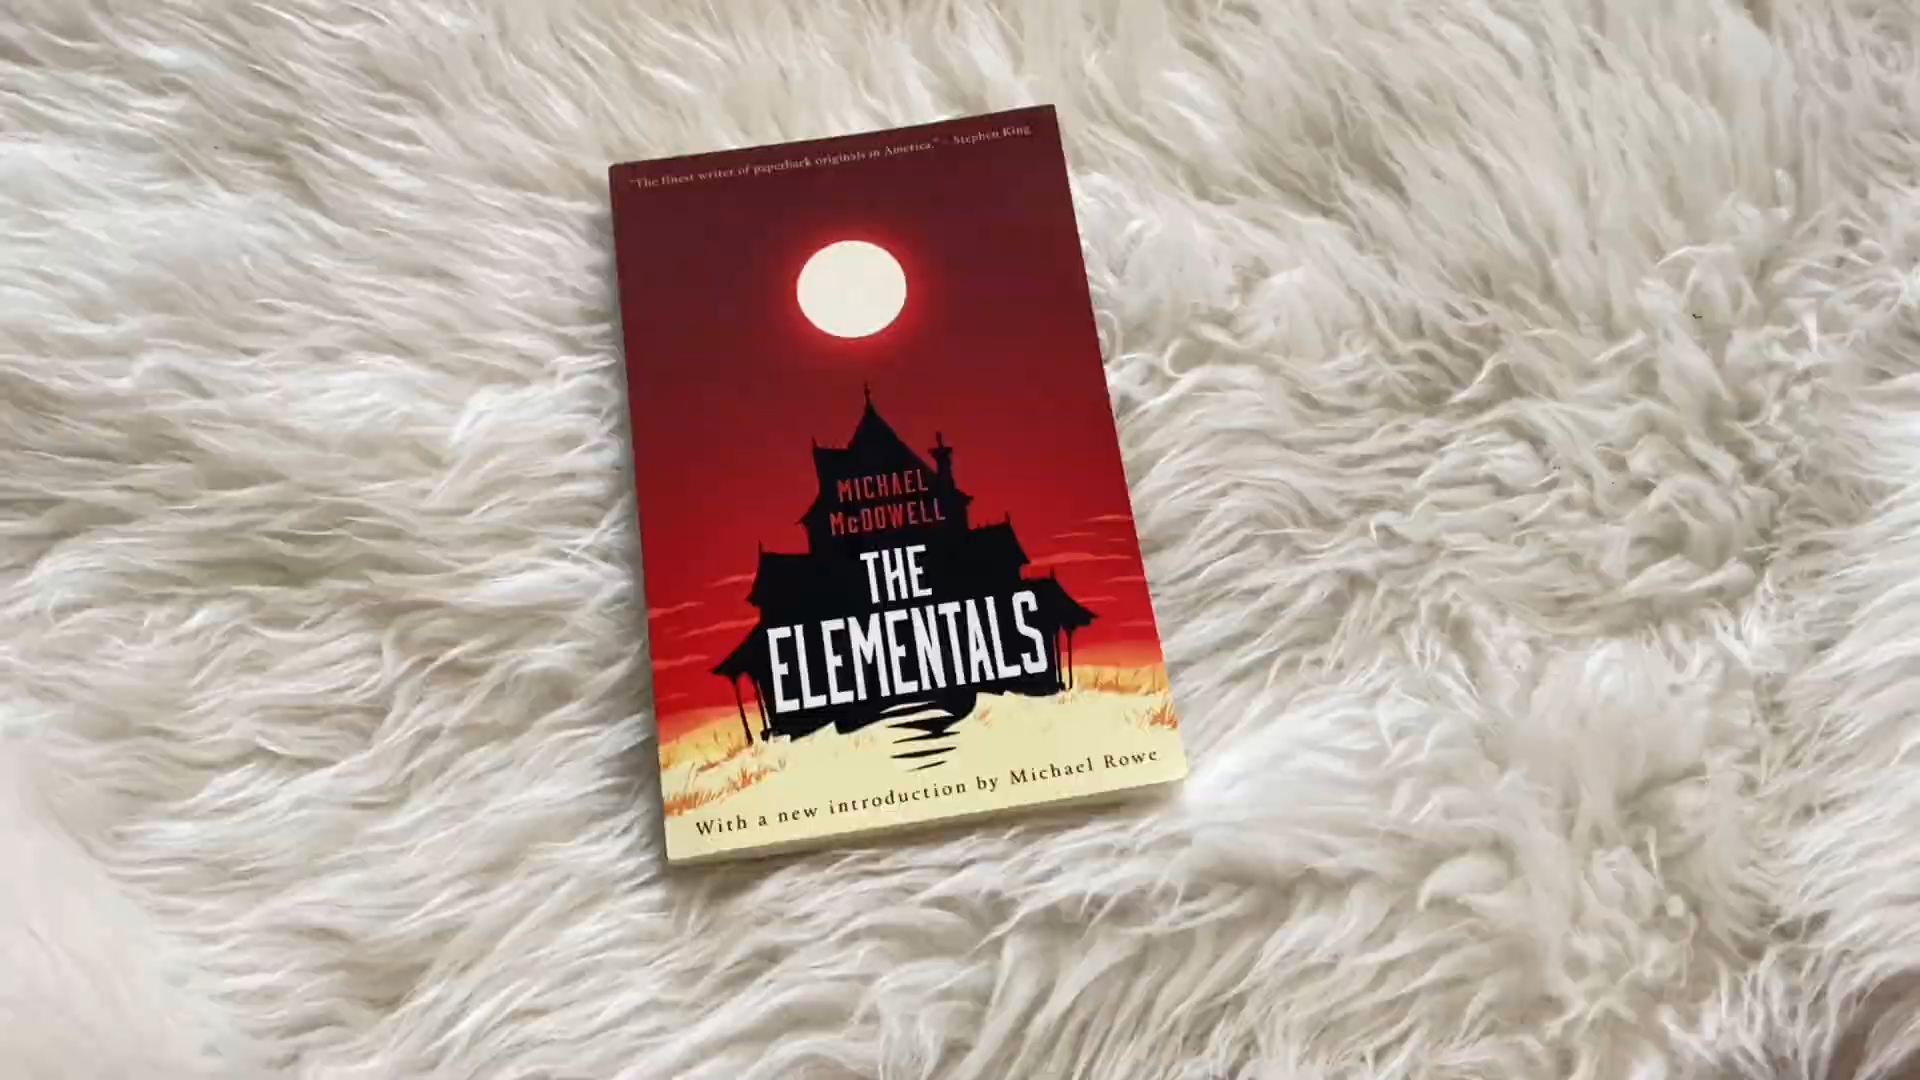 "The finest writer of paperback originals in America." - Stephen King
MICHAEL
McDOWELL
THE
ELEMENTALS
With a new introduction by Michael Rowe